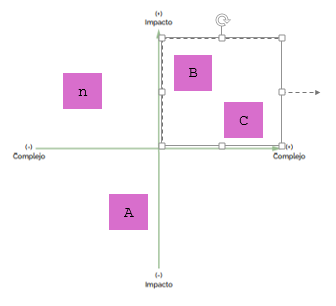 (+)
Impacto
B
n
C
(-)
Complejo
(+)
Complejo
A
(-)
Impacto